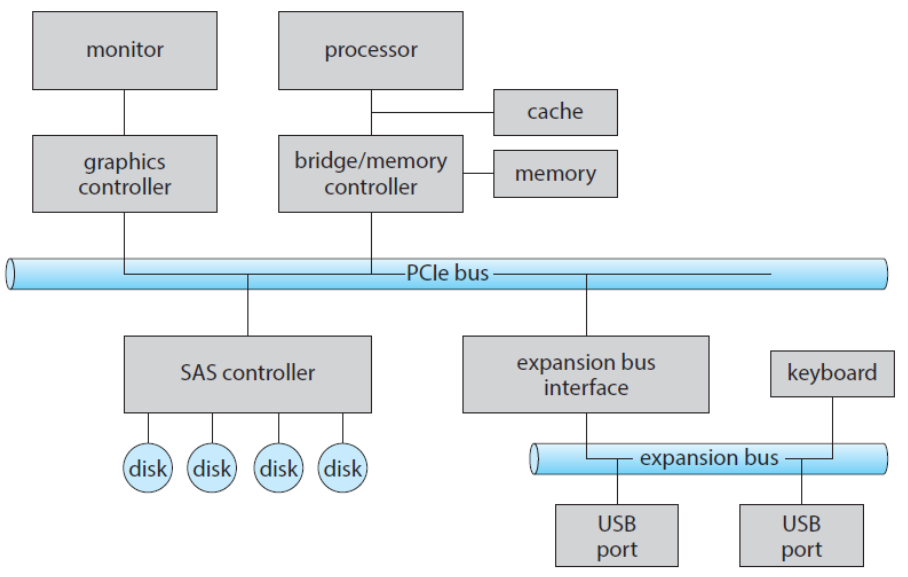 monitor
processor
cache
graphics
controller
bridge/memory
controller
memory
PCIe bus
SAS controller
expansion bus
interface
keyboard
disk
disk
disk
disk
expansion bus
USB
port
USB
port